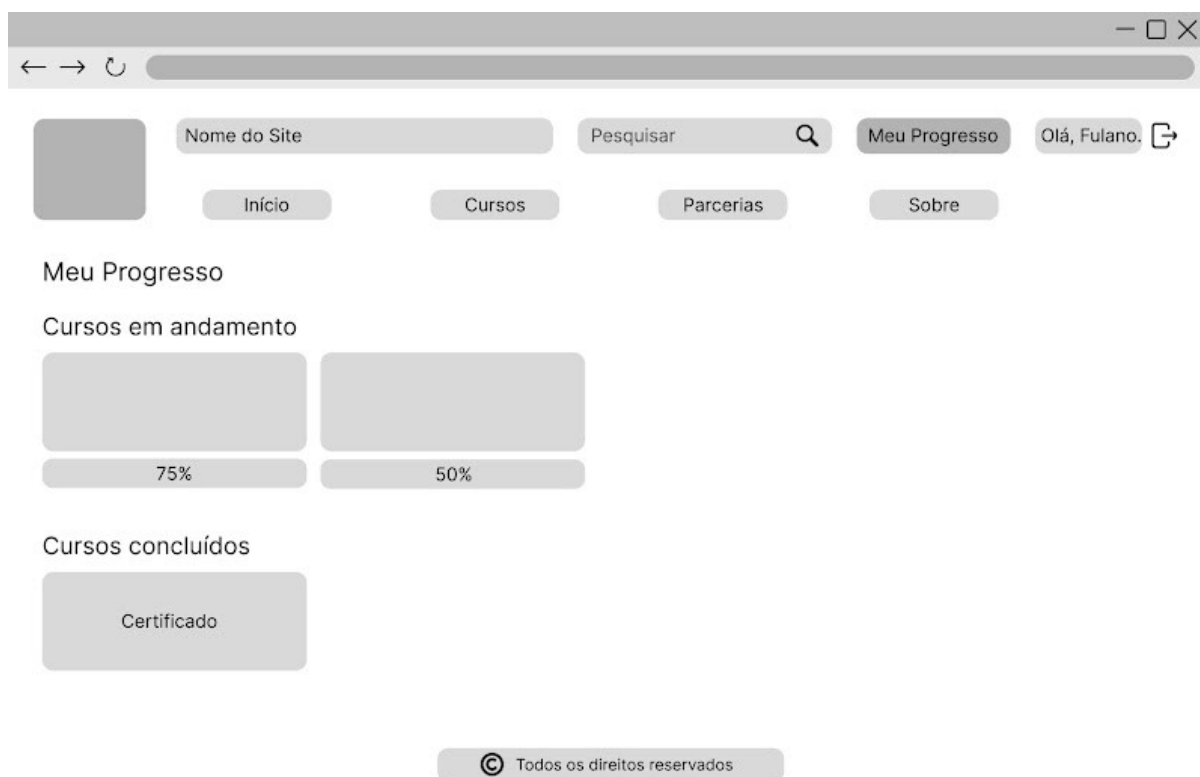 Nome do Site
Pesquisar
Meu Progresso
Olá, Fulano.
Início
Cursos
Parcerias
Sobre
Meu Progresso
Cursos em andamento
75%
50%
Cursos concluídos
Certificado
© Todos os direitos reservados